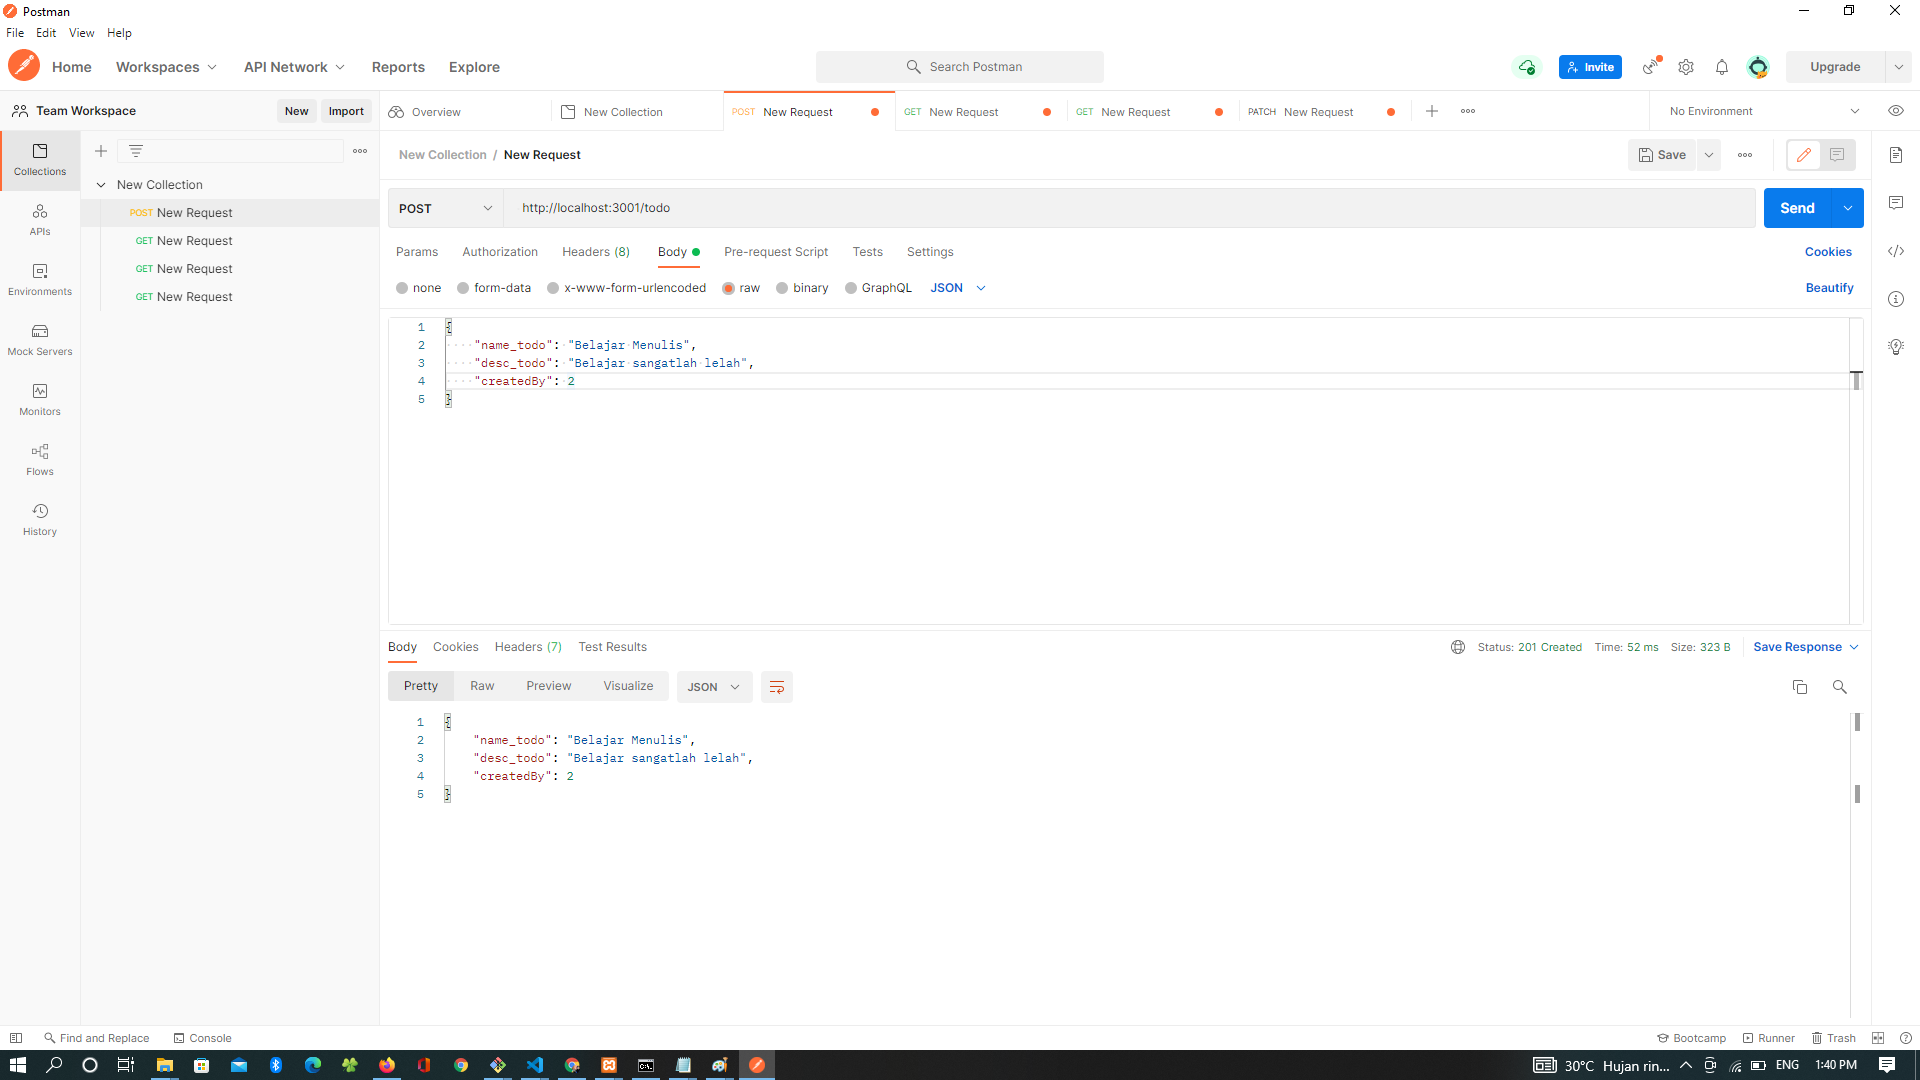 Postman
File Edit View Help
Home Workspaces API Network Reports Explore Search Postman Invite Upgrade
Team Workspace New Import Overview New Collection POST New Request GET New Request GET New Request PATCH New Request No Environment
New Collection / New Request Save
Collections
New Collection
POST New Request
GET New Request
GET New Request
GET New Request
APIs
Environments
Mock Servers
Monitors
Flows
History
POST http://localhost:3001/todo Send
Params Authorization Headers (8) Body Pre-request Script Tests Settings Cookies
none form-data x-www-form-urlencoded raw binary GraphQL JSON Beautify
1 {
2 "name_todo": "Belajar Menulis",
3 "desc_todo": "Belajar sangatlah lelah",
4 "createdBy": 2
5 }
Body Cookies Headers (7) Test Results Status: 201 Created Time: 52 ms Size: 323 B Save Response
Pretty Raw Preview Visualize JSON
1 {
2 "name_todo": "Belajar Menulis",
3 "desc_todo": "Belajar sangatlah lelah",
4 "createdBy": 2
5 }
Find and Replace Console Bootcamp Runner Trash
30°C Hujan rin... ENG 1:40 PM